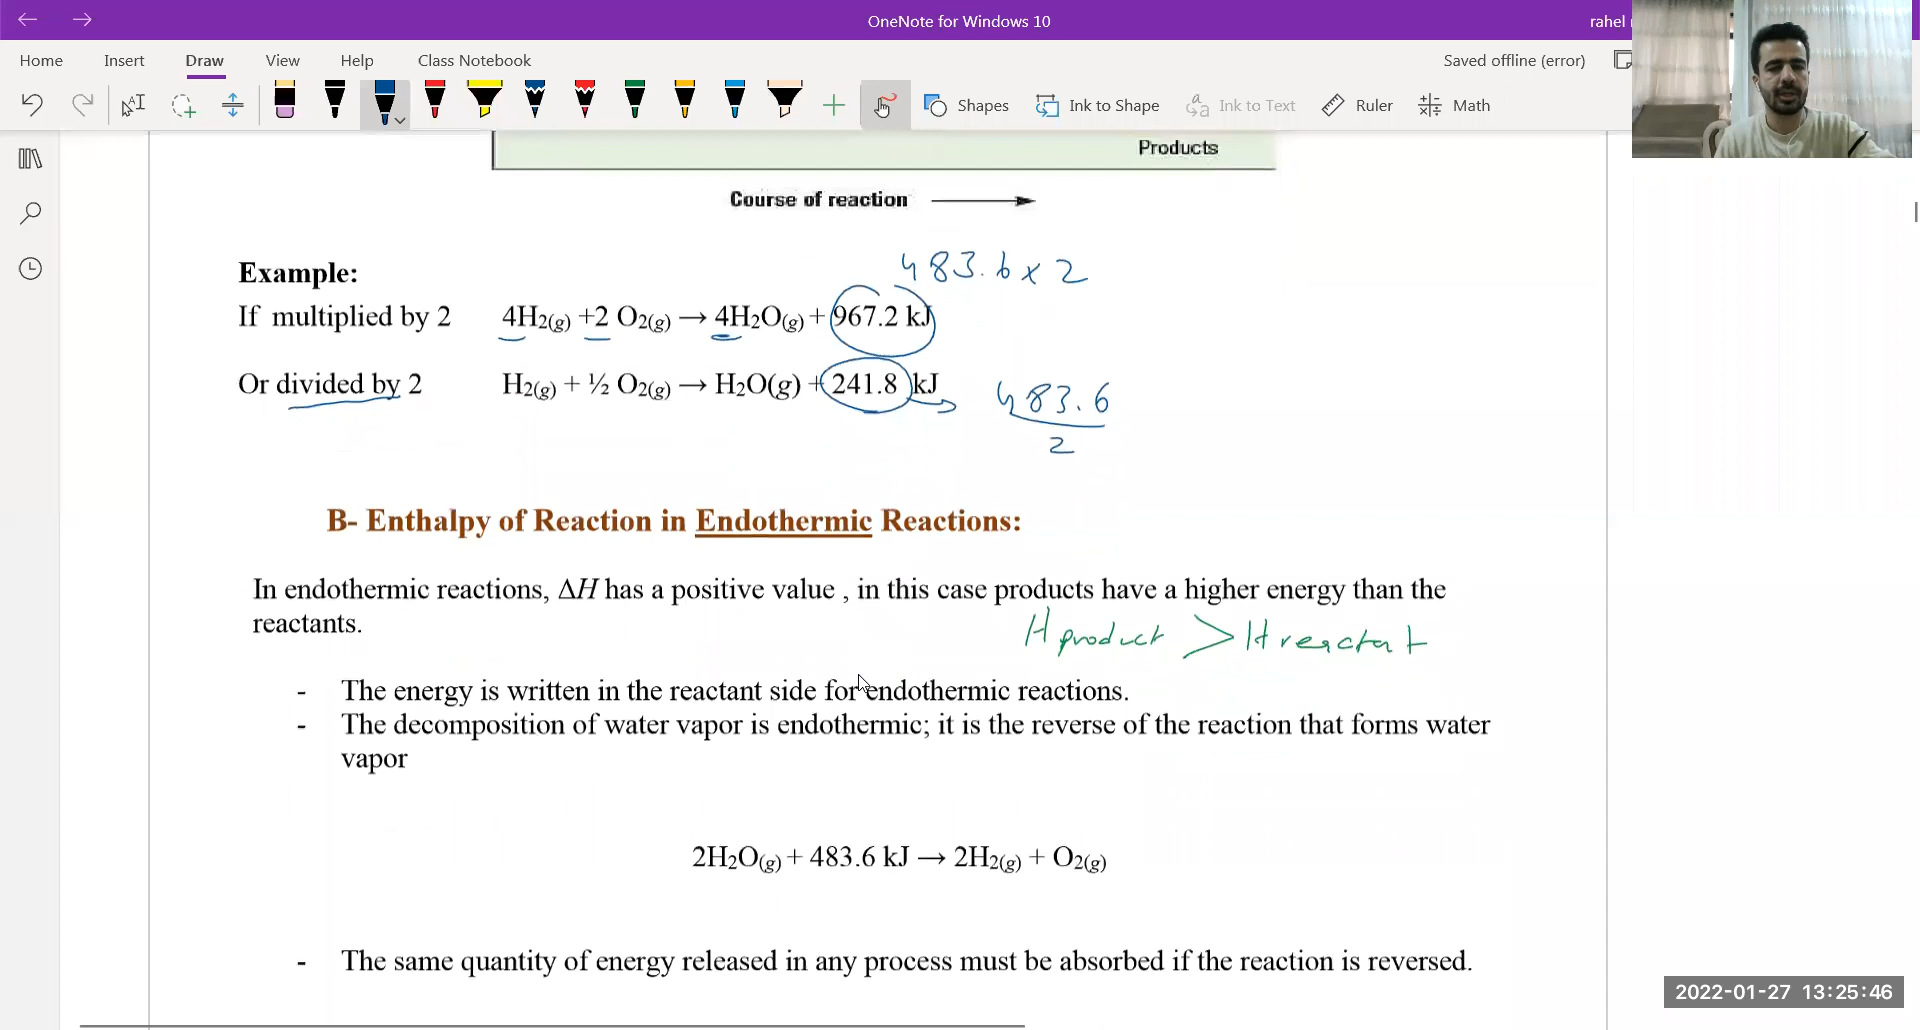 OneNote for Windows 10
rahel
Home Insert Draw View Help Class Notebook
Saved offline (error)
Shapes Ink to Shape Ink to Text Ruler Math
Products
Course of reaction
483.6 x 2
Example:
If multiplied by 2 4H2(g) +2 O2(g) → 4H2O(g) + 967.2 kJ
Or divided by 2 H2(g) + ½ O2(g) → H2O(g) + 241.8 kJ
483.6
2
B- Enthalpy of Reaction in Endothermic Reactions:
In endothermic reactions, ΔH has a positive value , in this case products have a higher energy than the
reactants.
H product > H reactat
- The energy is written in the reactant side for endothermic reactions.
- The decomposition of water vapor is endothermic; it is the reverse of the reaction that forms water
vapor
2H2O(g) + 483.6 kJ → 2H2(g) + O2(g)
- The same quantity of energy released in any process must be absorbed if the reaction is reversed.
2022-01-27 13:25:46